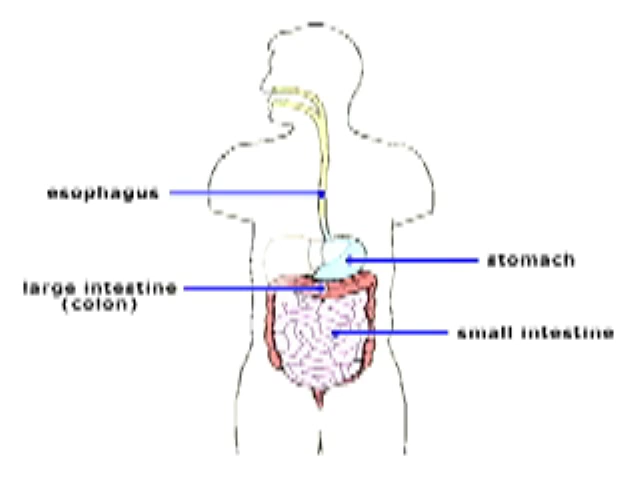 esophagus
stomach
large intestine
(colon)
small intestine